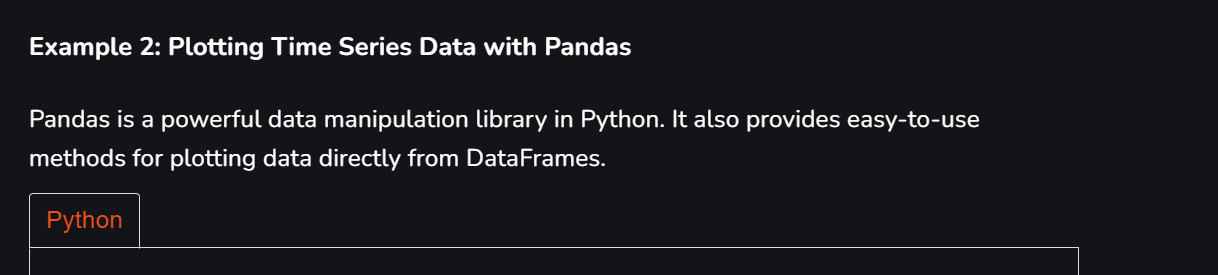 Example 2: Plotting Time Series Data with Pandas
Pandas is a powerful data manipulation library in Python. It also provides easy-to-use
methods for plotting data directly from DataFrames.
Python